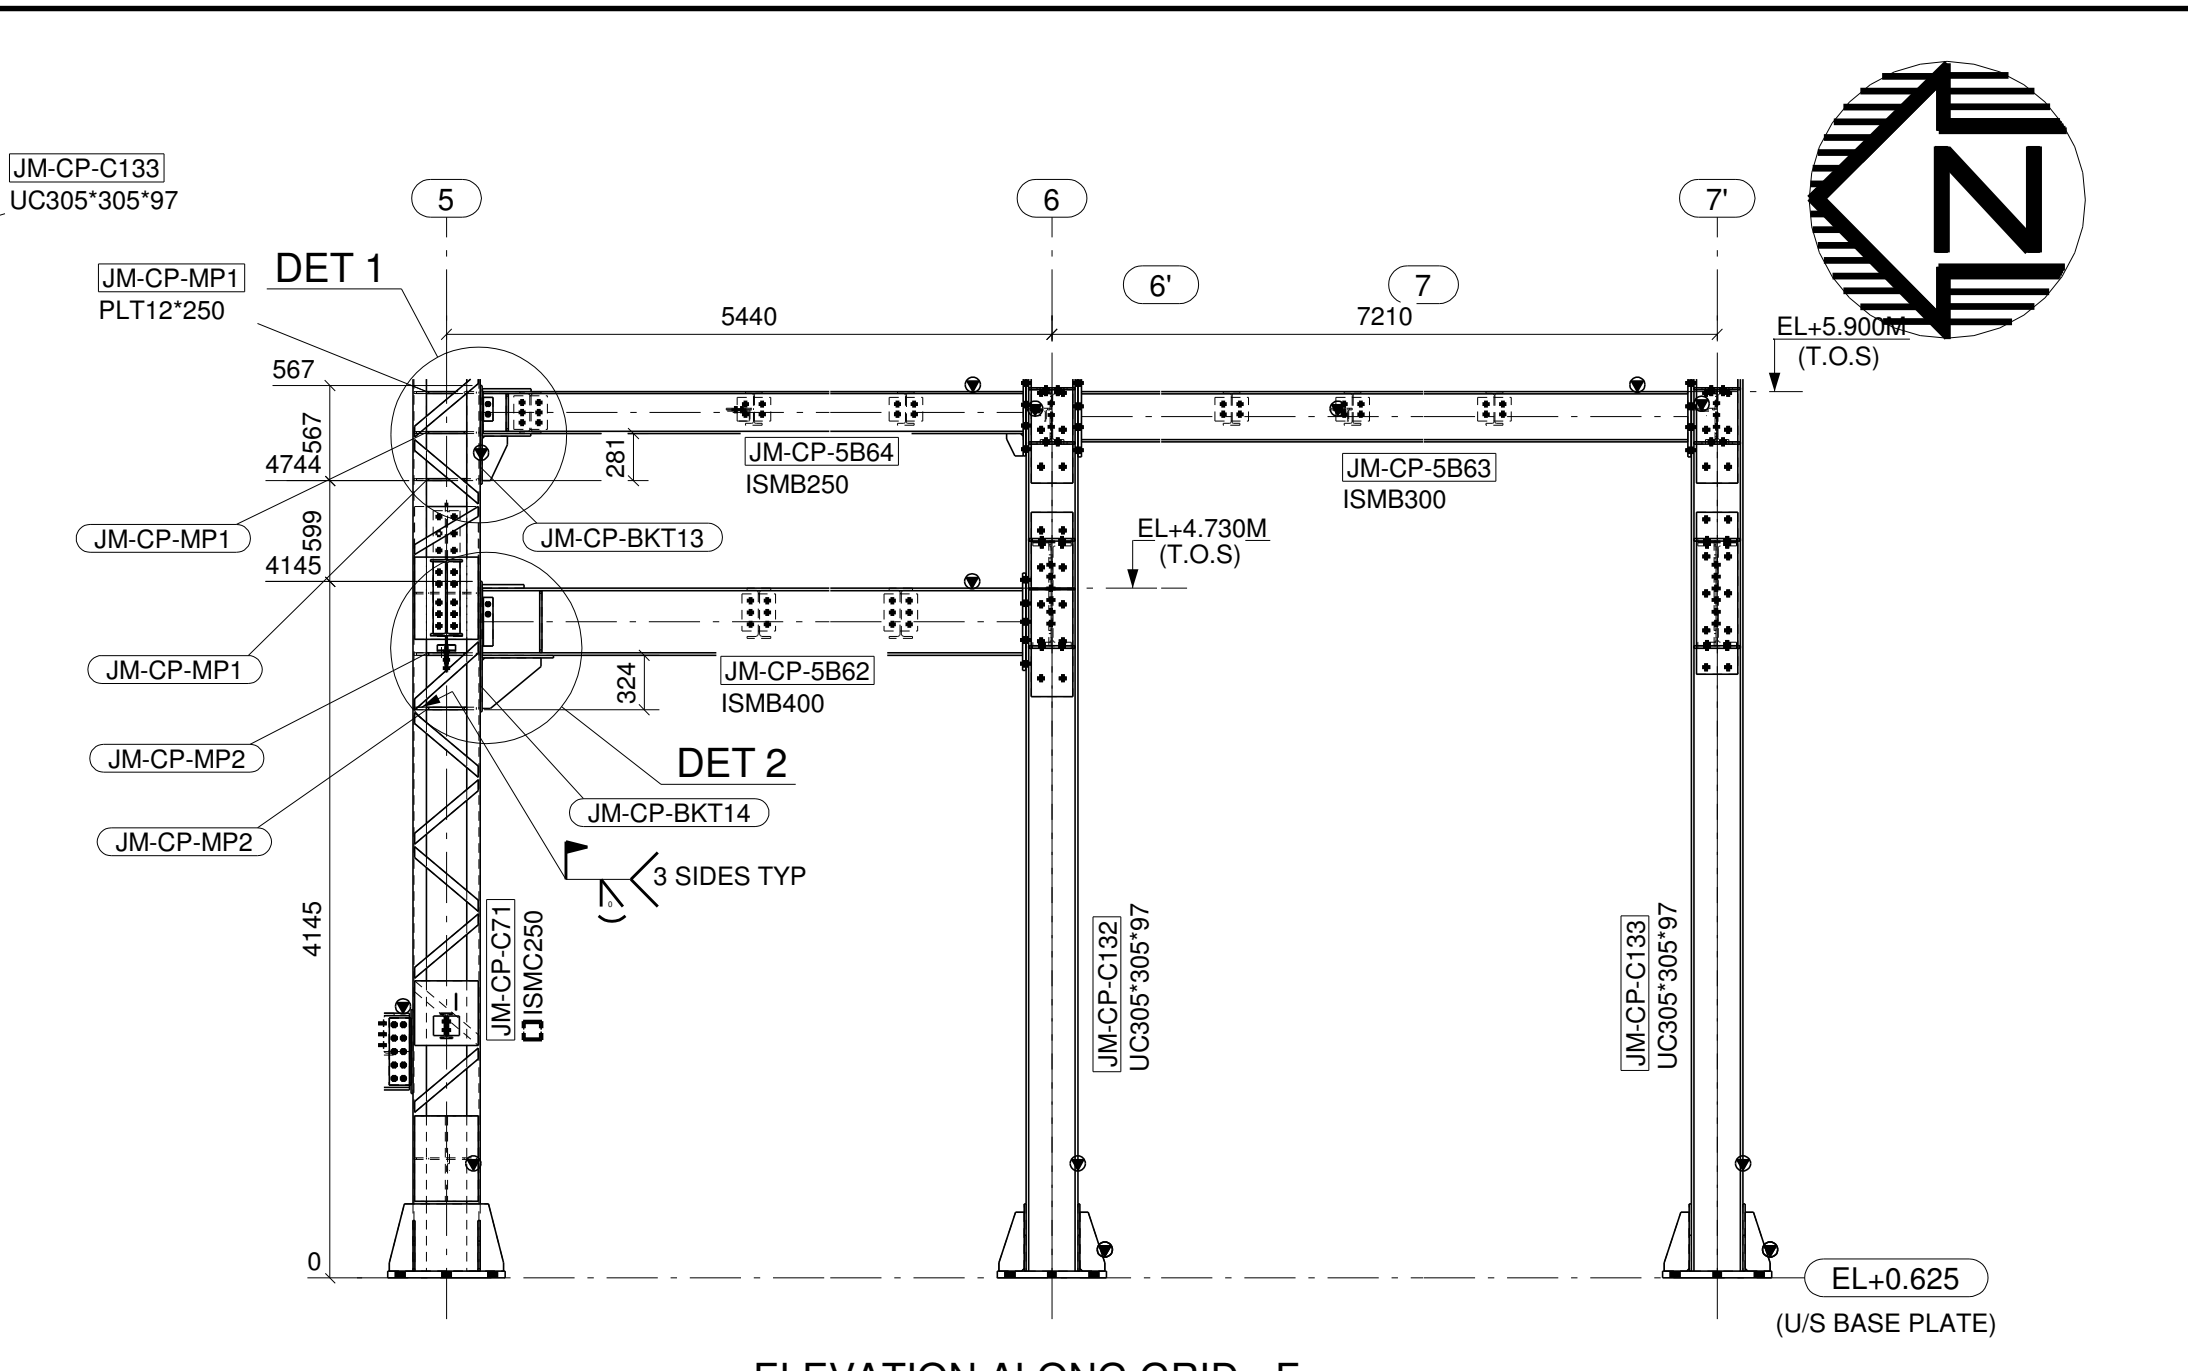 JM-CP-C133
UC305*305*97
5
6
7'
N
JM-CP-MP1
PLT12*250
DET 1
6'
7
5440
7210
EL+5.900M
(T.O.S)
567
567
4744
281
JM-CP-5B64
ISMB250
JM-CP-5B63
ISMB300
599
JM-CP-MP1
JM-CP-BKT13
EL+4.730M
(T.O.S)
4145
JM-CP-MP1
JM-CP-5B62
ISMB400
324
JM-CP-MP2
DET 2
JM-CP-BKT14
JM-CP-MP2
3 SIDES TYP
0
4145
JM-CP-C71
ISMC250
JM-CP-C132
UC305*305*97
JM-CP-C133
UC305*305*97
0
EL+0.625
(U/S BASE PLATE)
ELEVATION ALONG GRID -